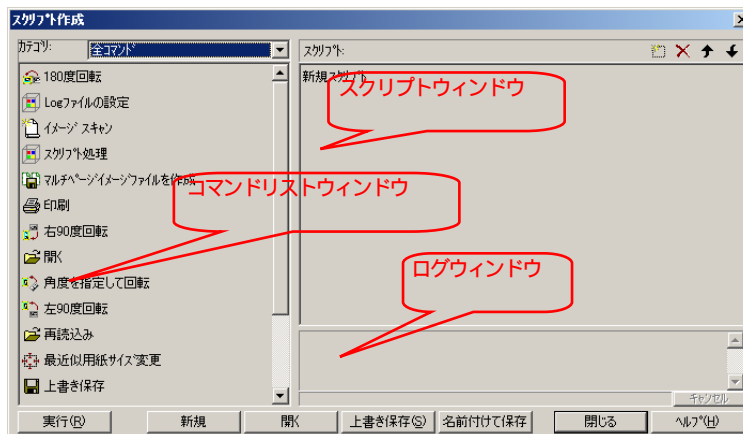 スクリプト作成
カテゴリ: 全コマンド
スクリプト:
180度回転
Logファイルの設定
イメージ スキャン
スクリプト処理
マルチページイメージファイルを作成
印刷
右90度回転
開く
角度を指定して回転
左90度回転
再読込み
最近似用紙サイズ変更
上書き保存
新規スクリプト
スクリプトウィンドウ
コマンドリストウィンドウ
ログウィンドウ
キャンセル
実行(R) 新規 開く 上書き保存(S) 名前付けて保存 閉じる ヘルプ(H)